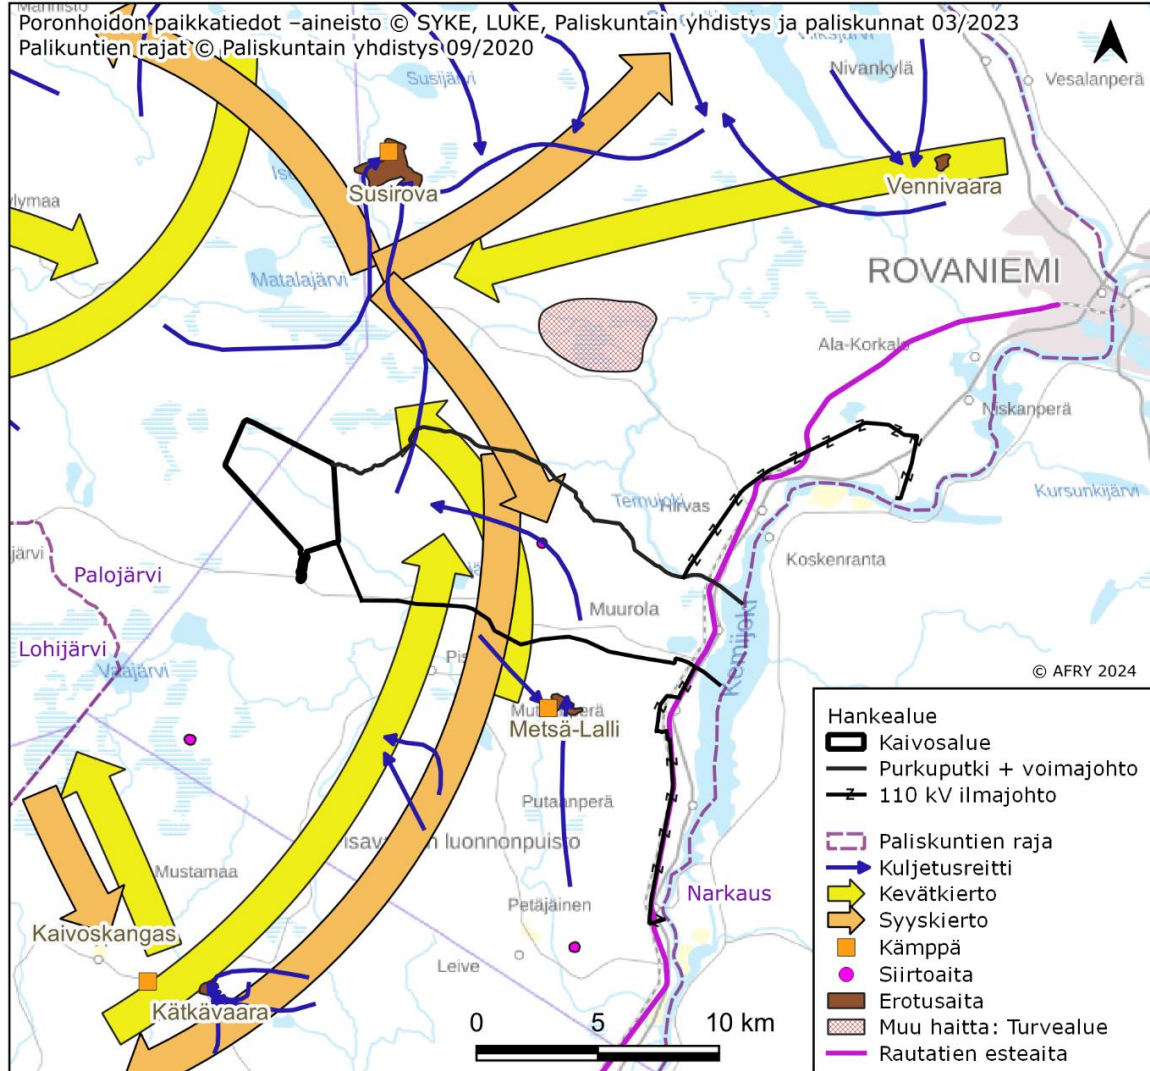 Poronhoidon paikkatiedot –aineisto © SYKE, LUKE, Paliskuntain yhdistys ja paliskunnat 03/2023
Palikuntien rajat © Paliskuntain yhdistys 09/2020
Susijärvi
Nivankylä
Vesalanperä
Susirova
Vennivaara
Matalajärvi
ROVANIEMI
Ala-Korkalo
Niskanperä
Ternujoki
Hirvas
Kursunkijärvi
Koskenranta
Palojärvi
Muurola
Lohijärvi
Vaajärvi
Kemijoki
© AFRY 2024
Metsä-Lalli
Putaanperä
luonnonpuisto
Mustamaa
Narkaus
Petäjäinen
Kaivoskangas
Leive
Kätkävaara
0 5 10 km
Hankealue
Kaivosalue
Purkuputki + voimajohto
110 kV ilmajohto
Paliskuntien raja
Kuljetusreitti
Kevätkierto
Syyskierto
Kämppä
Siirtoaita
Erotusaita
Muu haitta: Turvealue
Rautatien esteaita